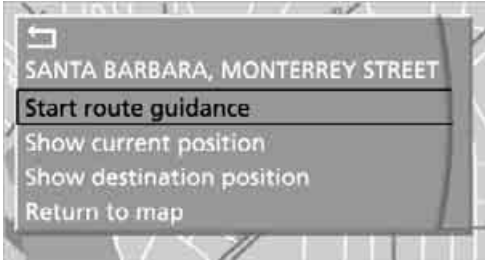 SANTA BARBARA, MONTERREY STREET
Start route guidance
Show current position
Show destination position
Return to map